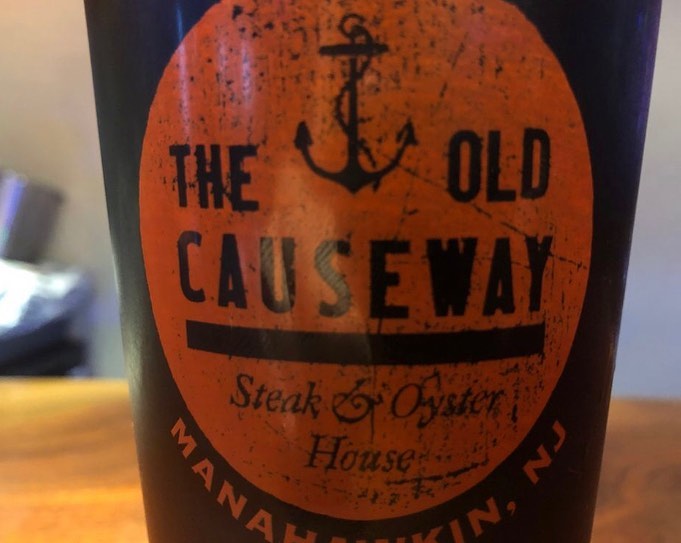 THE OLD
CAUSEWAY
Steak & Oyster
House
MANAHAWKIN, NJ